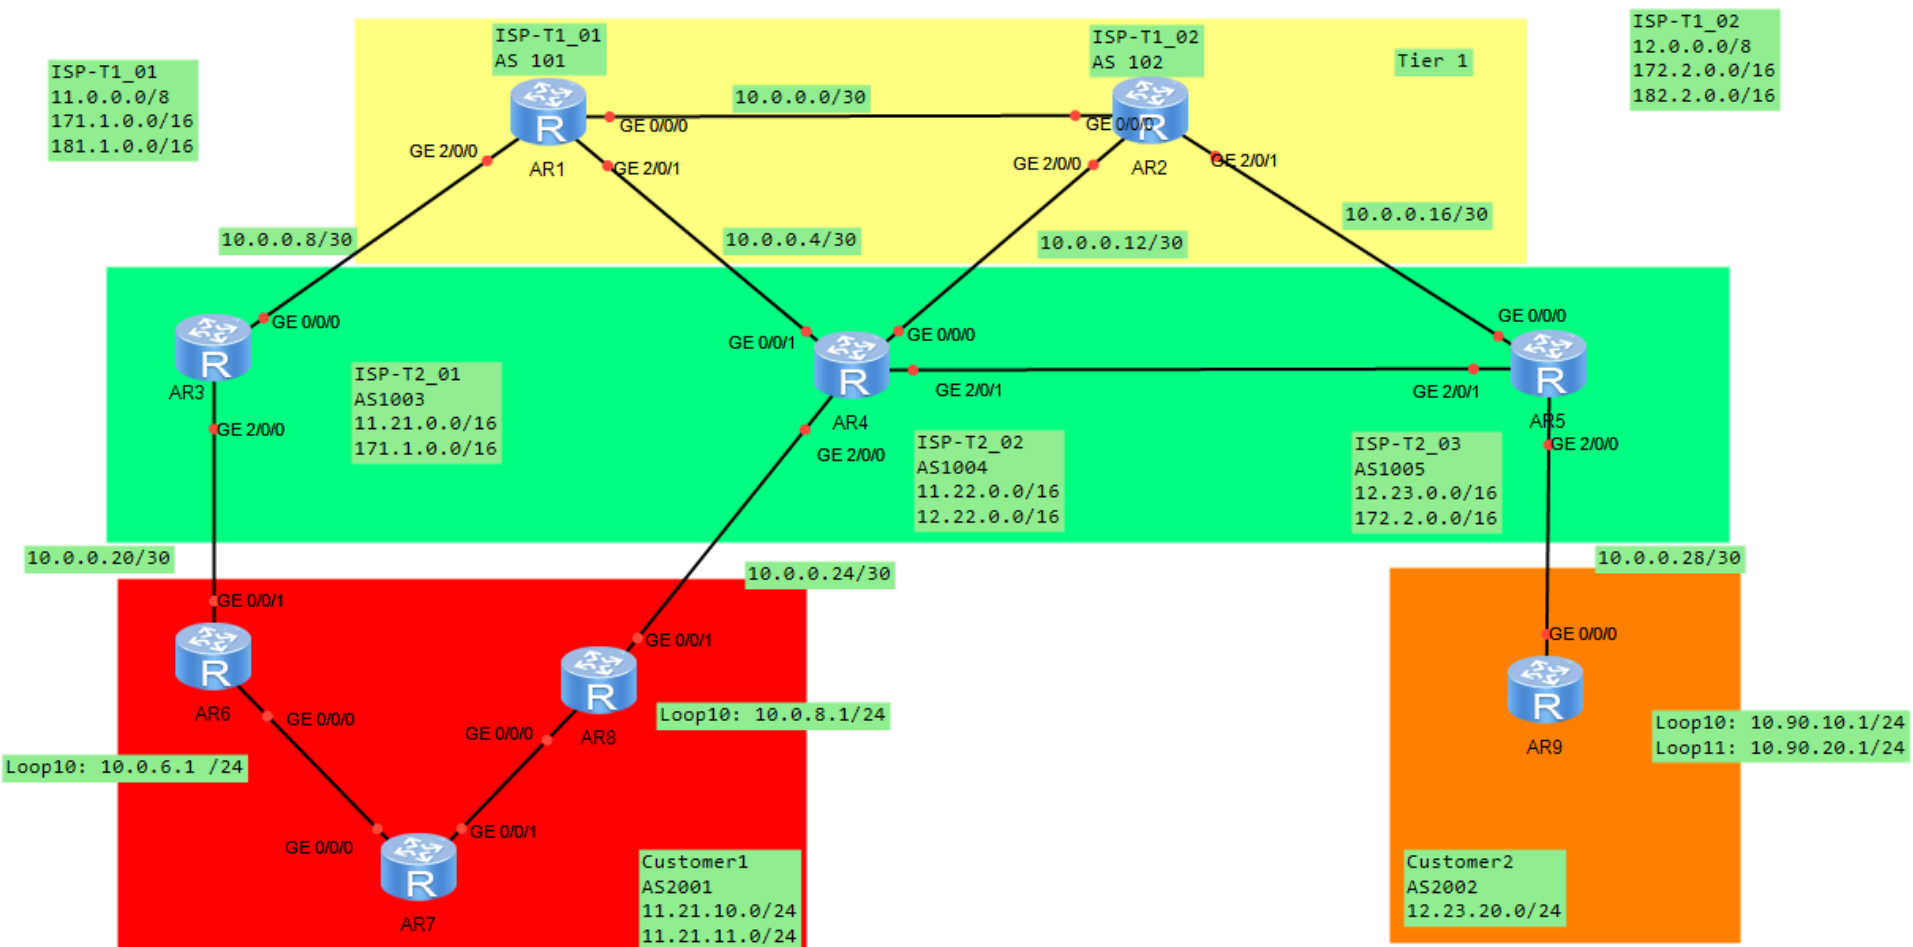 ISP-T1_01
11.0.0.0/8
171.1.0.0/16
181.1.0.0/16
ISP-T1_01
AS 101
ISP-T1_02
AS 102
Tier 1
ISP-T1_02
12.0.0.0/8
172.2.0.0/16
182.2.0.0/16
10.0.0.0/30
R
GE 0/0/0
GE 0/0/0
R
GE 2/0/0
AR1
GE 2/0/1
GE 2/0/0
AR2
GE 2/0/1
10.0.0.8/30
10.0.0.4/30
10.0.0.12/30
10.0.0.16/30
GE 0/0/0
R
AR3
GE 2/0/0
ISP-T2_01
AS1003
11.21.0.0/16
171.1.0.0/16
GE 0/0/1
GE 0/0/0
R
AR4
GE 2/0/1
GE 2/0/0
ISP-T2_02
AS1004
11.22.0.0/16
12.22.0.0/16
GE 0/0/0
GE 2/0/1
R
AR5
GE 2/0/0
ISP-T2_03
AS1005
12.23.0.0/16
172.2.0.0/16
10.0.0.20/30
10.0.0.24/30
10.0.0.28/30
GE 0/0/1
R
AR6
GE 0/0/0
Loop10: 10.0.6.1 /24
GE 0/0/1
R
GE 0/0/0
AR8
Loop10: 10.0.8.1/24
GE 0/0/0
GE 0/0/1
R
AR7
Customer1
AS2001
11.21.10.0/24
11.21.11.0/24
GE 0/0/0
R
AR9
Loop10: 10.90.10.1/24
Loop11: 10.90.20.1/24
Customer2
AS2002
12.23.20.0/24